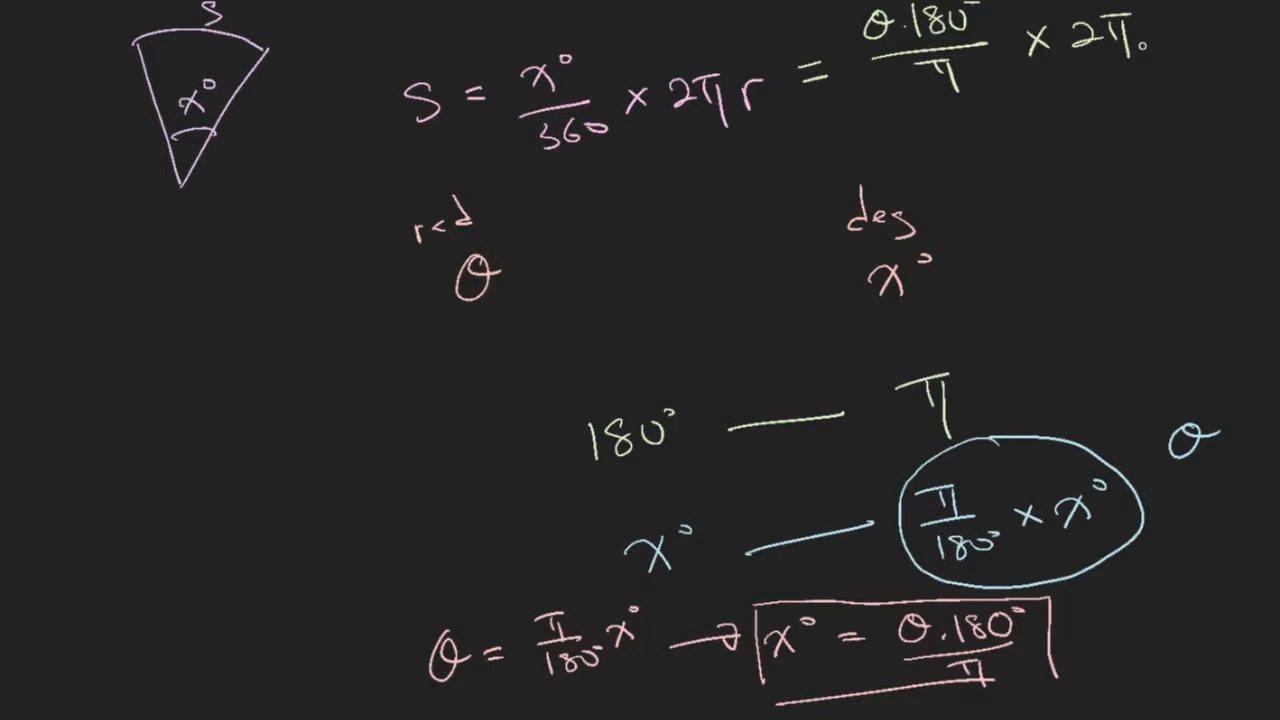 S
x°
S = x°/360 × 2πr = θ.180°/π × 2π
rad
deg
θ
x°
180° — π
θ
x° — π/180° × x°
θ = π/180° x° → x° = θ.180°/π